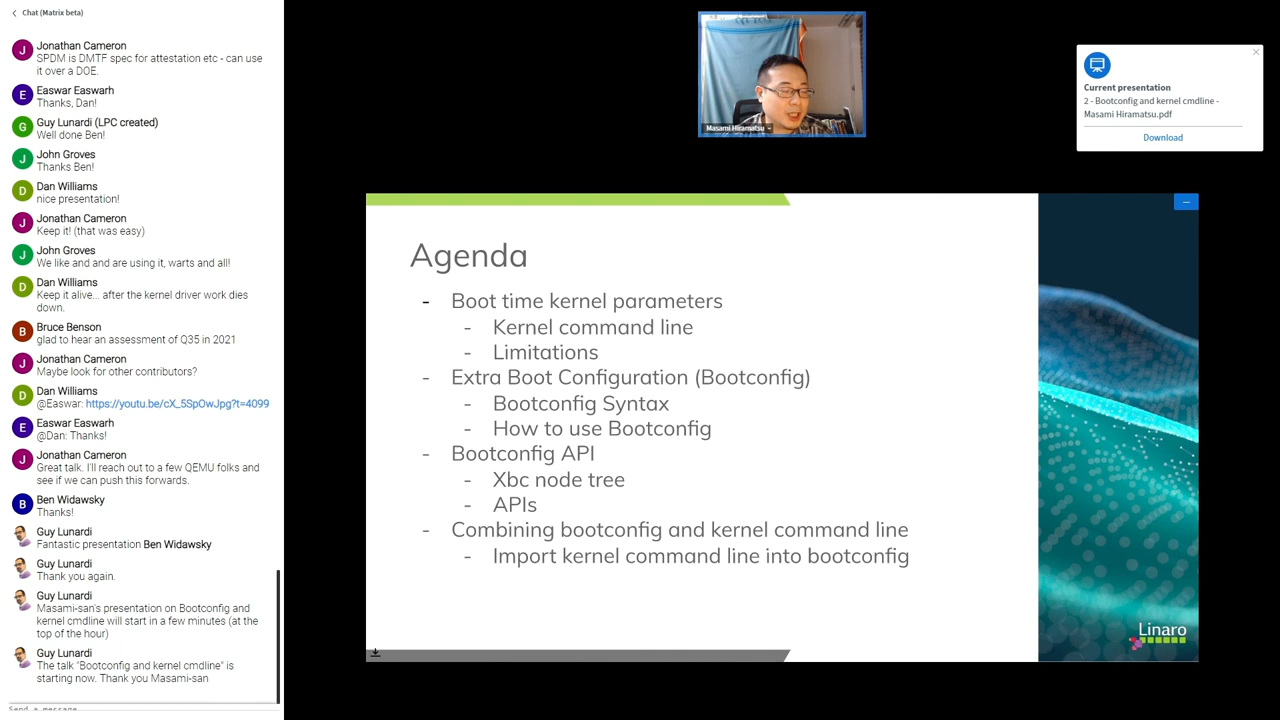 Chat (Matrix beta)
Jonathan Cameron
SPDM is DMTF spec for attestation etc - can use
it over a DOE.
Easwar Easwarh
Thanks, Dan!
Guy Lunardi (LPC created)
Well done Ben!
John Groves
Thanks Ben!
Dan Williams
nice presentation!
Jonathan Cameron
Keep it! (that was easy)
John Groves
We like and and are using it, warts and all!
Dan Williams
Keep it alive... after the kernel driver work dies
down.
Bruce Benson
glad to hear an assessment of Q35 in 2021
Jonathan Cameron
Maybe look for other contributors?
Dan Williams
@Easwar: https://youtu.be/cX_5SpOwJpg?t=4099
Easwar Easwarh
@Dan: Thanks!
Jonathan Cameron
Great talk. I'll reach out to a few QEMU folks and
see if we can push this forwards.
Ben Widawsky
Thanks!
Guy Lunardi
Fantastic presentation Ben Widawsky
Guy Lunardi
Thank you again.
Guy Lunardi
Masami-san's presentation on Bootconfig and
kernel cmdline will start in a few minutes (at the
top of the hour)
Guy Lunardi
The talk "Bootconfig and kernel cmdline" is
starting now. Thank you Masami-san
Send a message
J
E
G
J
D
J
J
D
B
J
D
E
J
B
Masami Hiramatsu
Agenda
- Boot time kernel parameters
- Kernel command line
- Limitations
- Extra Boot Configuration (Bootconfig)
- Bootconfig Syntax
- How to use Bootconfig
- Bootconfig API
- Xbc node tree
- APIs
- Combining bootconfig and kernel command line
- Import kernel command line into bootconfig
Linaro
Current presentation
2 - Bootconfig and kernel cmdline -
Masami Hiramatsu.pdf
Download